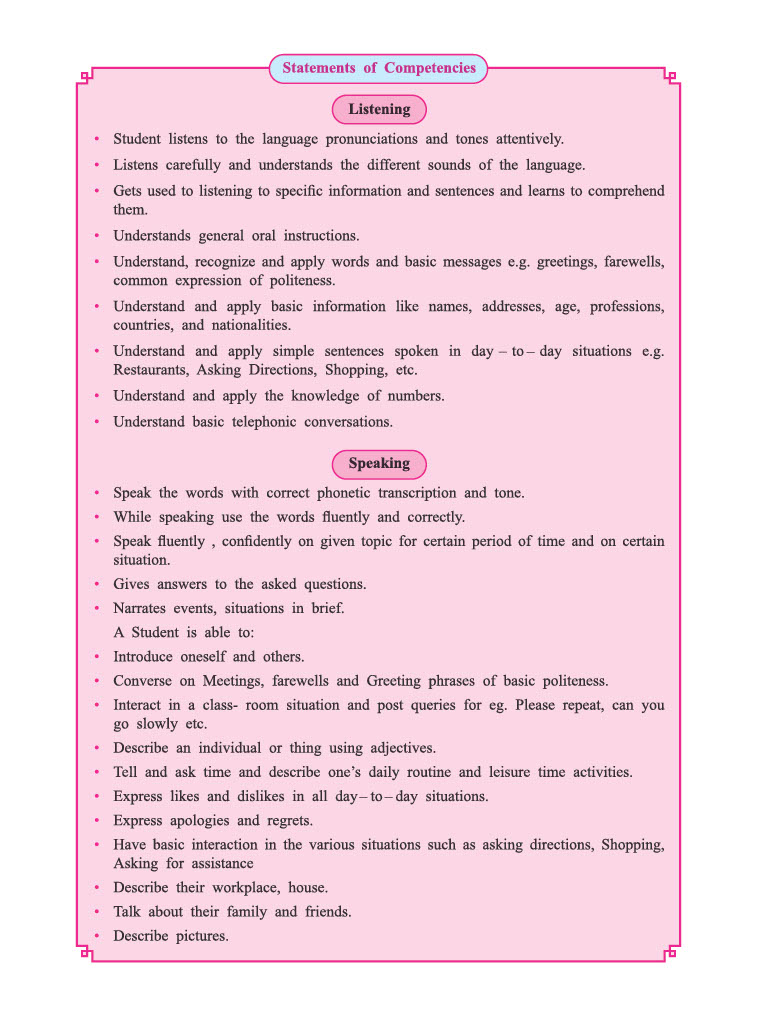 Statements of Competencies
Listening
• Student listens to the language pronunciations and tones attentively.
• Listens carefully and understands the different sounds of the language.
• Gets used to listening to specific information and sentences and learns to comprehend
them.
• Understands general oral instructions.
• Understand, recognize and apply words and basic messages e.g. greetings, farewells,
common expression of politeness.
• Understand and apply basic information like names, addresses, age, professions,
countries, and nationalities.
• Understand and apply simple sentences spoken in day – to – day situations e.g.
Restaurants, Asking Directions, Shopping, etc.
• Understand and apply the knowledge of numbers.
• Understand basic telephonic conversations.
Speaking
• Speak the words with correct phonetic transcription and tone.
• While speaking use the words fluently and correctly.
• Speak fluently , confidently on given topic for certain period of time and on certain
situation.
• Gives answers to the asked questions.
• Narrates events, situations in brief.
A Student is able to:
• Introduce oneself and others.
• Converse on Meetings, farewells and Greeting phrases of basic politeness.
• Interact in a class- room situation and post queries for eg. Please repeat, can you
go slowly etc.
• Describe an individual or thing using adjectives.
• Tell and ask time and describe one’s daily routine and leisure time activities.
• Express likes and dislikes in all day – to – day situations.
• Express apologies and regrets.
• Have basic interaction in the various situations such as asking directions, Shopping,
Asking for assistance
• Describe their workplace, house.
• Talk about their family and friends.
• Describe pictures.